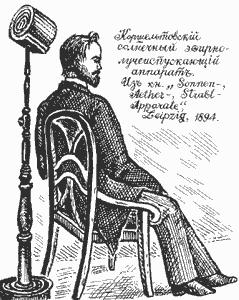 Коршельтовскій
солнечный эѳирно-
лучеиспускающій
аппаратъ.
Изъ кн. „Sonnen-,
Aether-, Strahl-
Apparate“
Leipzig, 1894.